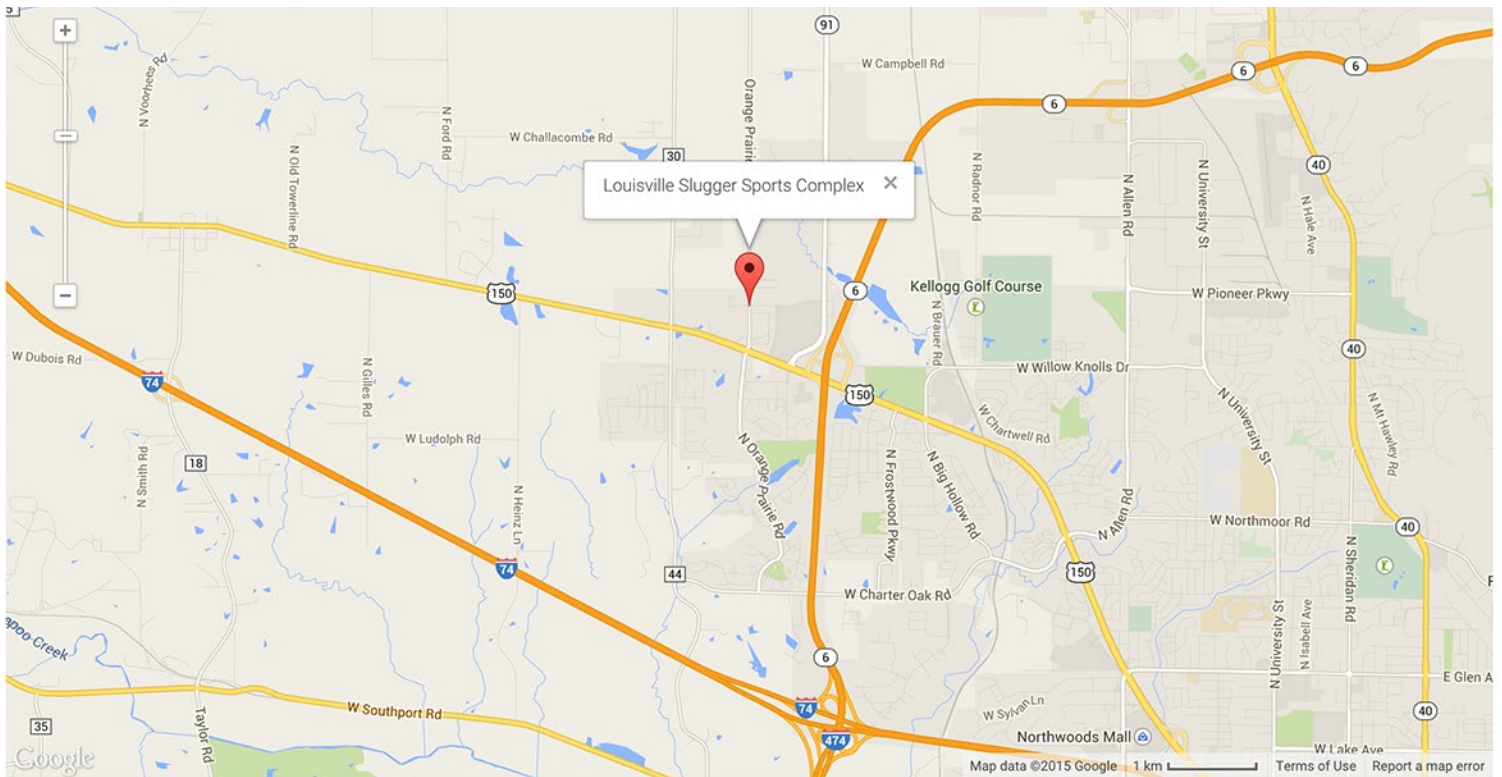 5
91
W Campbell Rd
6
6
6
N Voorhees Rd
N Ford Rd
Orange Prairie
W Challacombe Rd
30
N Old Towerline Rd
N Radnor Rd
N Allen Rd
N University St
40
N Hale Ave
Louisville Slugger Sports Complex
150
6
Kellogg Golf Course
W Pioneer Pkwy
N Brauer Rd
W Dubois Rd
74
N Gilles Rd
W Willow Knolls Dr
40
150
W Chartwell Rd
N University St
N Mt Hawley Rd
W Ludolph Rd
N Orange Prairie Rd
18
N Smith Rd
N Heinz Ln
N Frostwood Pkwy
N Big Hollow Rd
N Allen Rd
W Northmoor Rd
40
74
44
150
W Charter Oak Rd
N Sheridan Rd
N University St
N Isabell Ave
apoo Creek
6
E Glen A
W Southport Rd
Taylor Rd
35
74
474
W Sylvan Ln
Northwoods Mall
40
W Lake Ave
Google
Map data ©2015 Google
1 km
Terms of Use
Report a map error